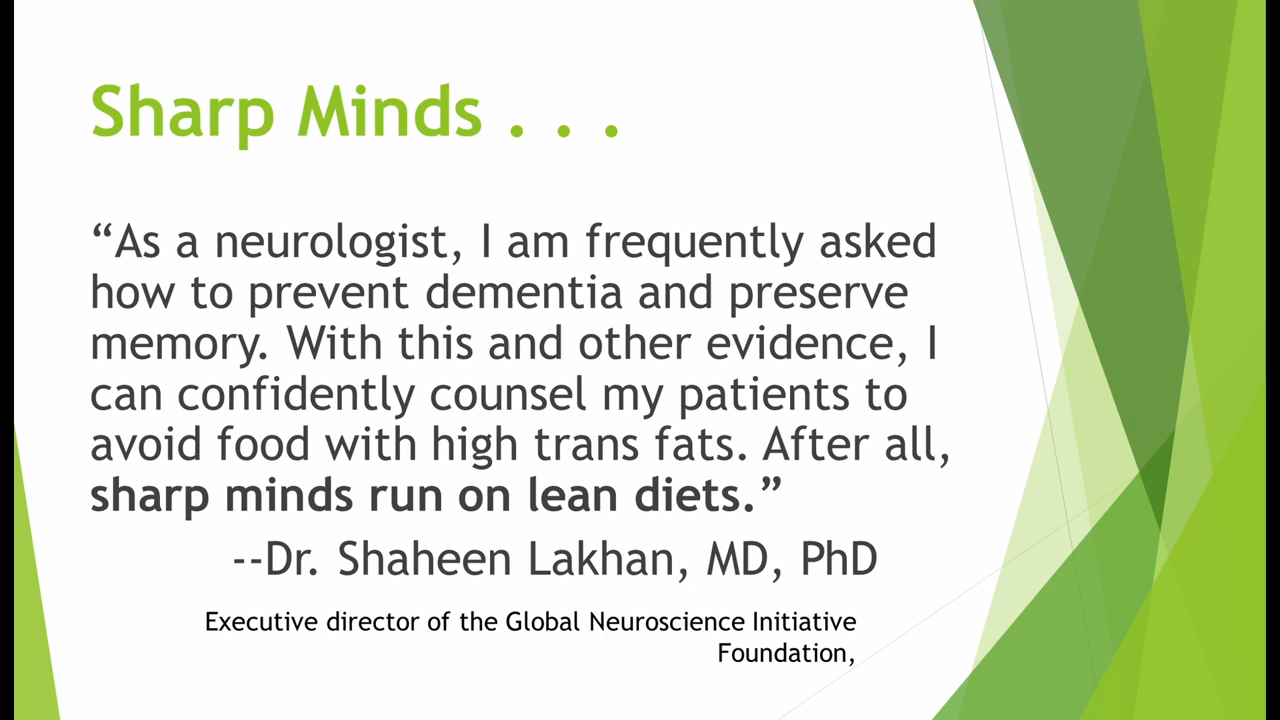 Sharp Minds . . .
“As a neurologist, I am frequently asked
how to prevent dementia and preserve
memory. With this and other evidence, I
can confidently counsel my patients to
avoid food with high trans fats. After all,
sharp minds run on lean diets.”
--Dr. Shaheen Lakhan, MD, PhD
Executive director of the Global Neuroscience Initiative
Foundation,